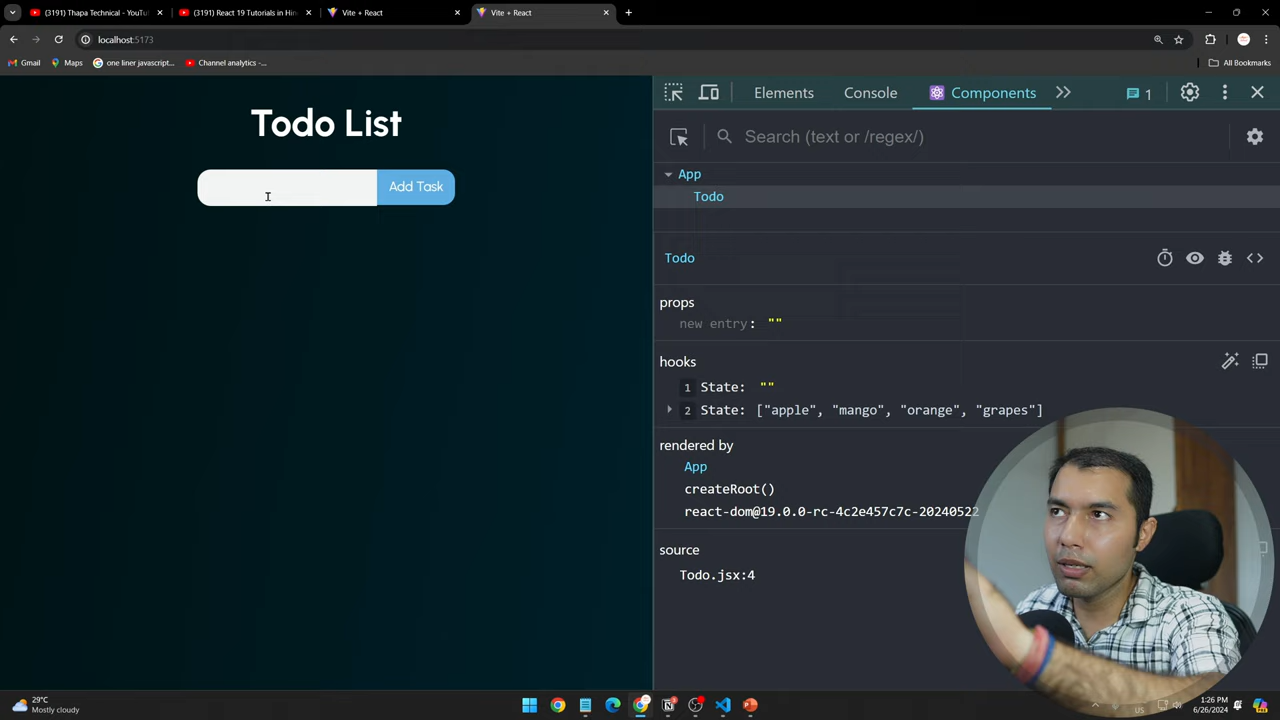 (3191) Thapa Technical - YouTu
(3191) React 19 Tutorials in Hin
Vite + React
Vite + React
localhost:5173
Gmail
Maps
one liner javascript...
Channel analytics -...
All Bookmarks
Todo List
Add Task
Elements
Console
Components
1
Search (text or /regex/)
App
Todo
Todo
props
new entry: ""
hooks
1 State: ""
2 State: ["apple", "mango", "orange", "grapes"]
rendered by
App
createRoot()
react-dom@19.0.0-rc-4c2e457c7c-20240522
source
Todo.jsx:4
29°C
Mostly cloudy
US
1:26 PM
6/26/2024